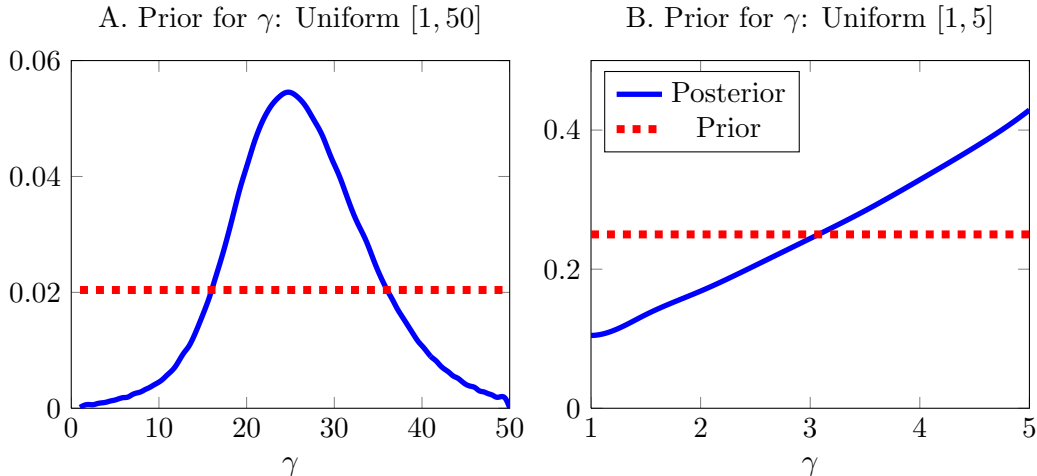 A. Prior for γ: Uniform [1, 50]
0.06
0.04
0.02
0
0 10 20 30 40 50
γ
B. Prior for γ: Uniform [1, 5]
Posterior
Prior
0.4
0.2
0
1 2 3 4 5
γ